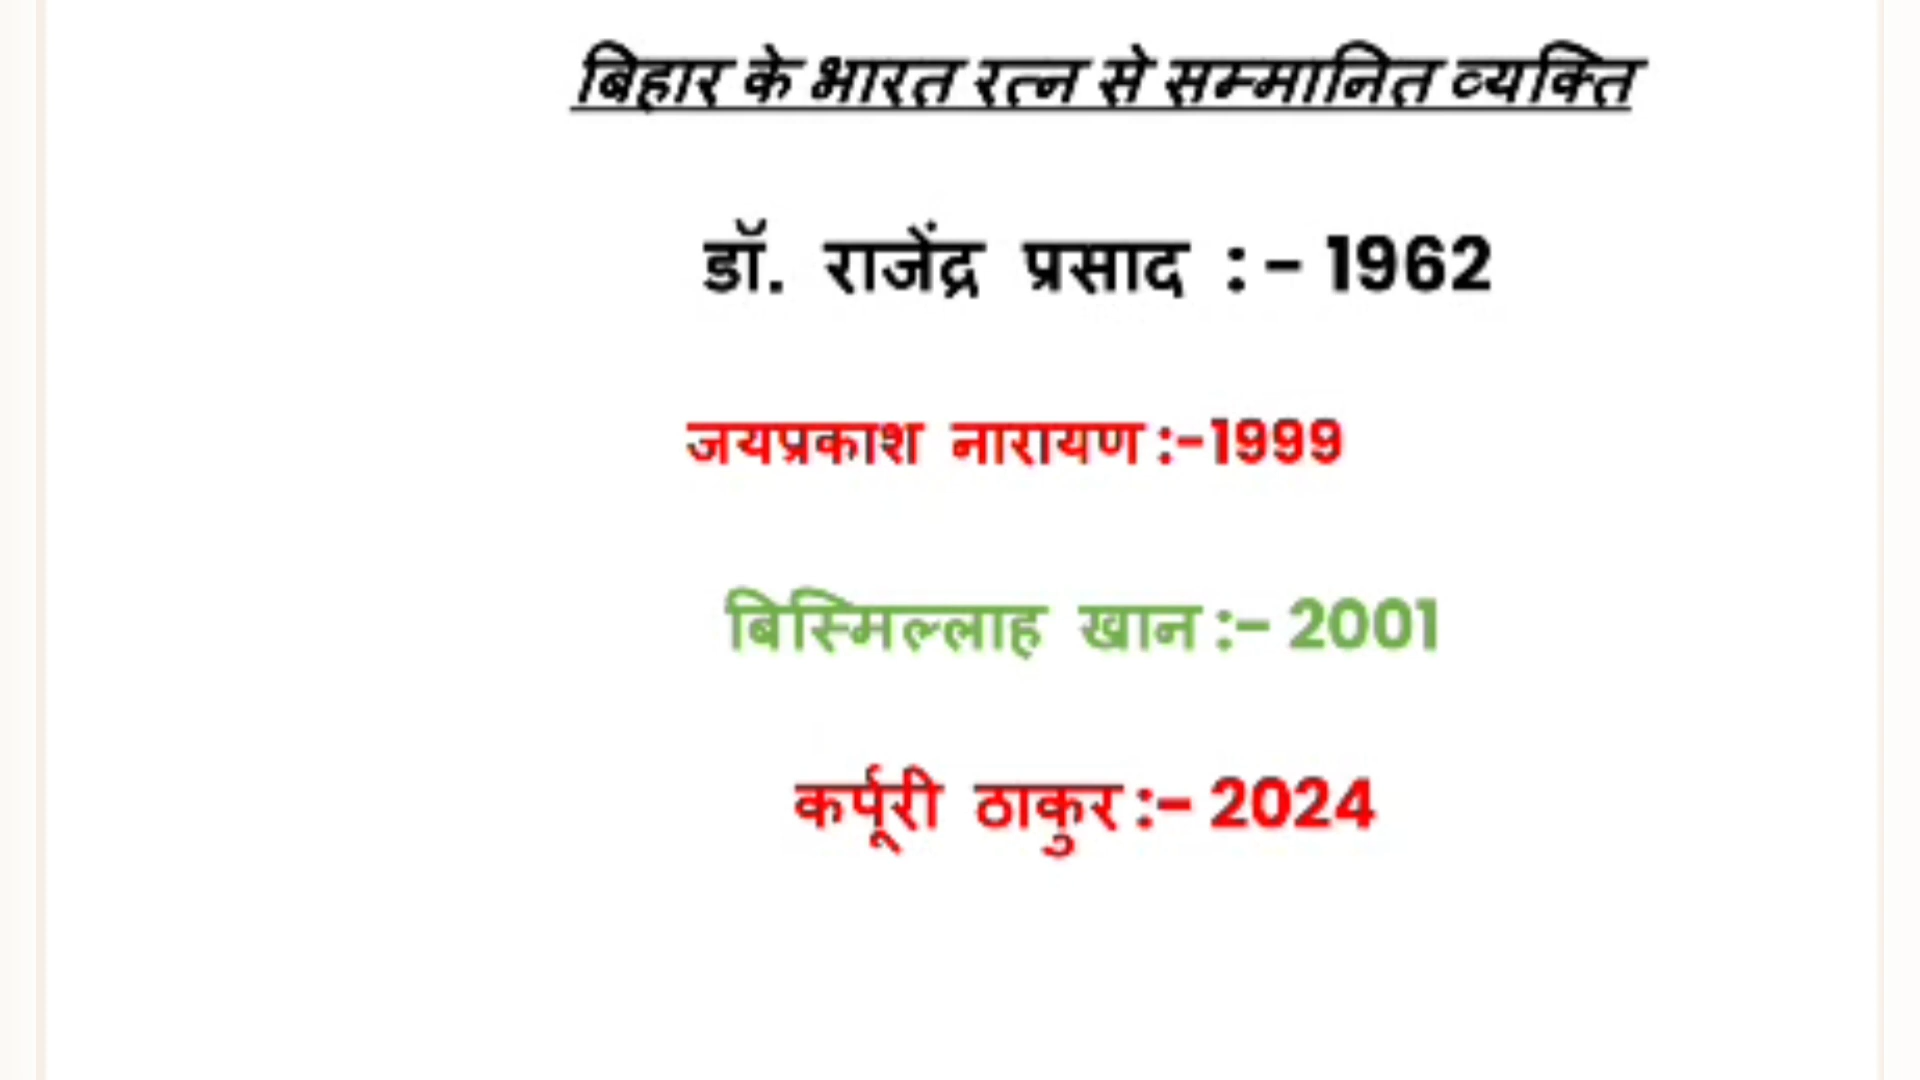 बिहार के भारत रत्न से सम्मानित व्यक्ति
डॉ. राजेंद्र प्रसाद :- 1962
जयप्रकाश नारायण :-1999
बिस्मिल्लाह खान :- 2001
कर्पूरी ठाकुर :- 2024